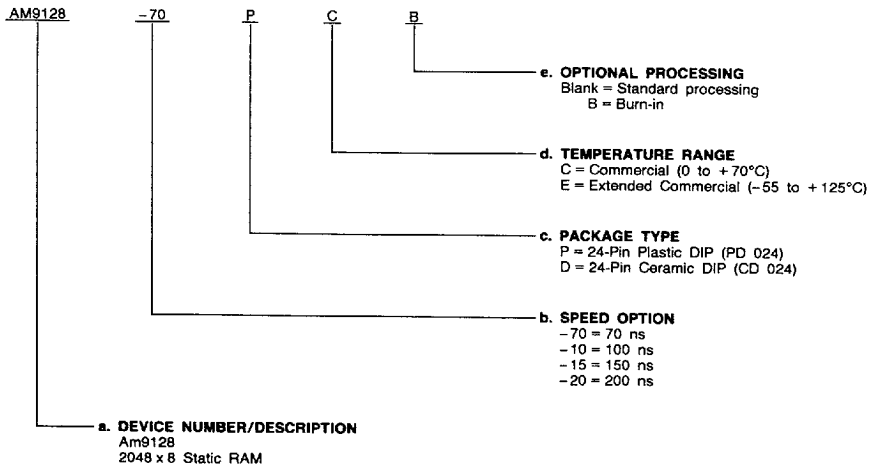 AM9128 -70 P C B
e. OPTIONAL PROCESSING
Blank = Standard processing
B = Burn-in
d. TEMPERATURE RANGE
C = Commercial (0 to +70°C)
E = Extended Commercial (-55 to +125°C)
c. PACKAGE TYPE
P = 24-Pin Plastic DIP (PD 024)
D = 24-Pin Ceramic DIP (CD 024)
b. SPEED OPTION
-70 = 70 ns
-10 = 100 ns
-15 = 150 ns
-20 = 200 ns
a. DEVICE NUMBER/DESCRIPTION
Am9128
2048 x 8 Static RAM